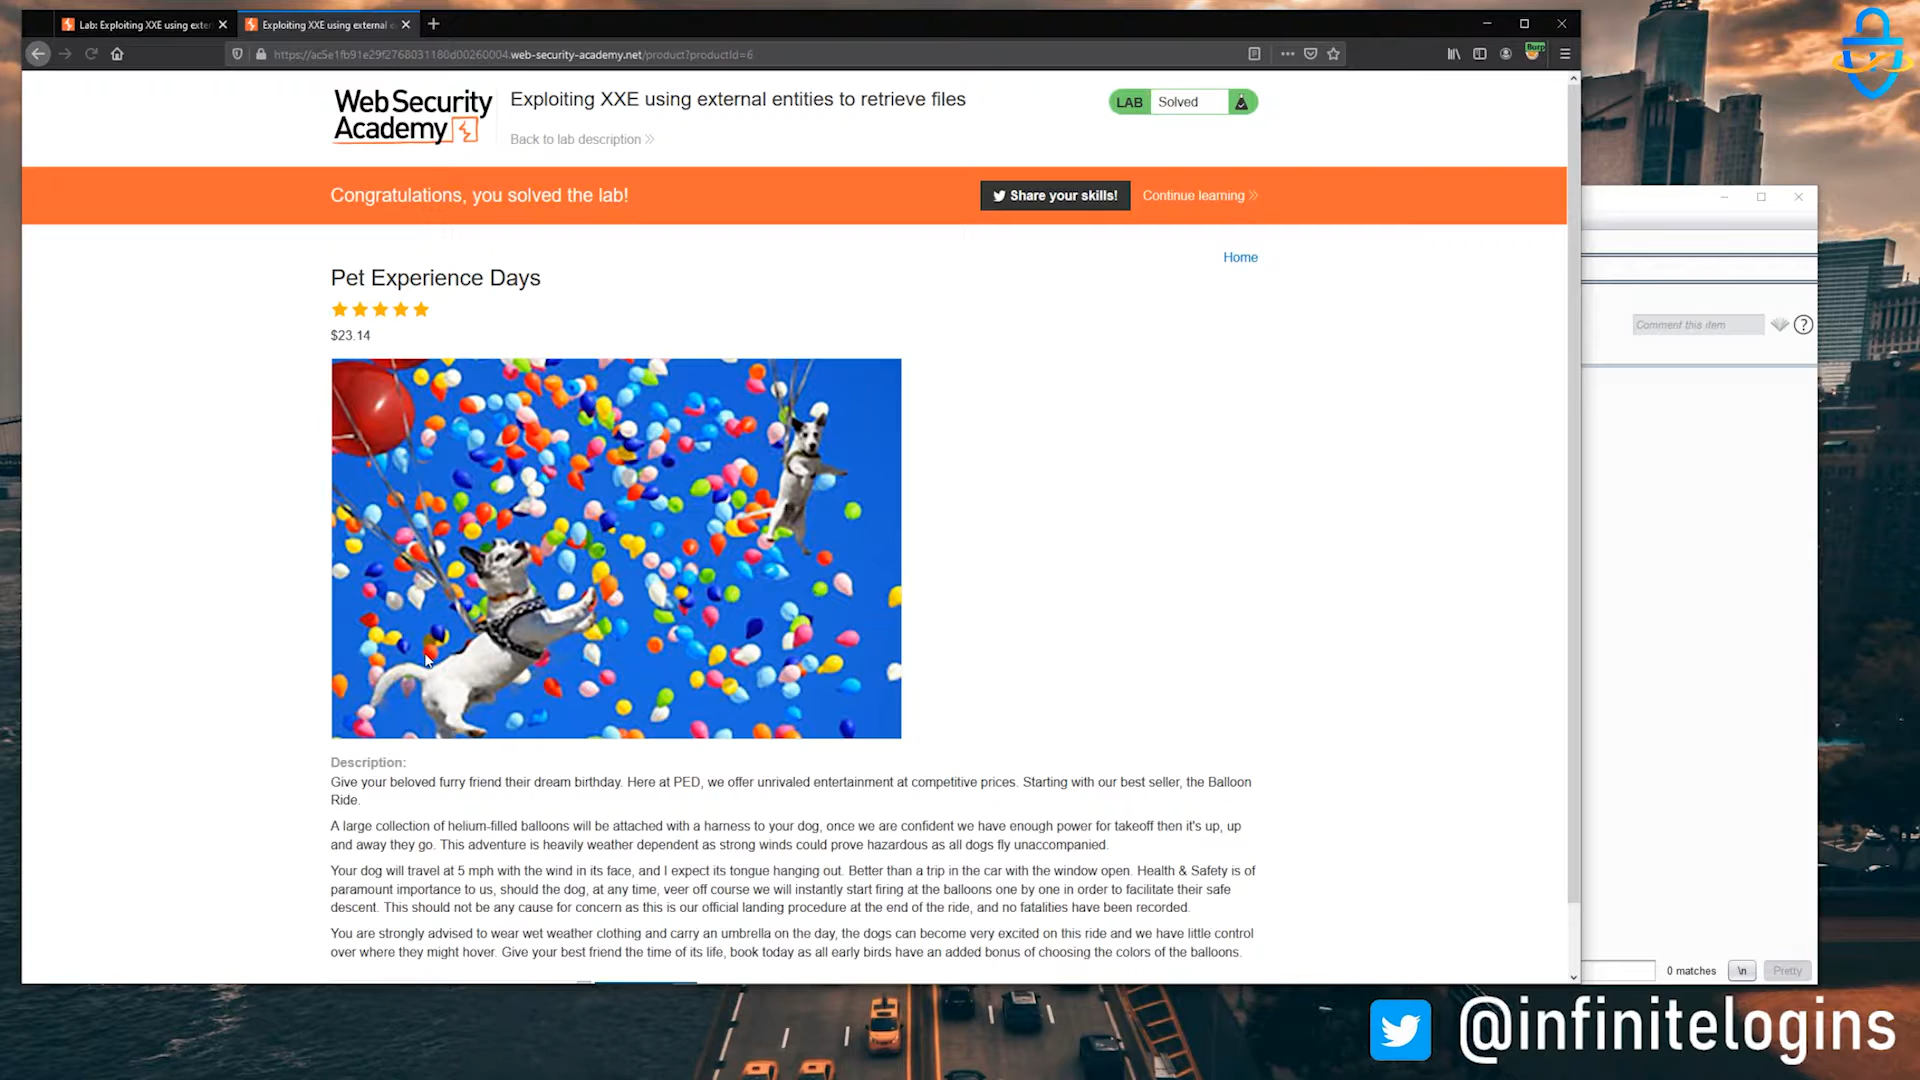 Lab: Exploiting XXE using exter
Exploiting XXE using external e
https://ac5e1fb91e29f2768031180d00260004.web-security-academy.net/product?productId=6
Burp
WebSecurity
Academy
Exploiting XXE using external entities to retrieve files
Back to lab description
LAB Solved
Congratulations, you solved the lab!
Share your skills!
Continue learning
Home
Pet Experience Days
$23.14
Comment this item
?
Description:
Give your beloved furry friend their dream birthday. Here at PED, we offer unrivaled entertainment at competitive prices. Starting with our best seller, the Balloon
Ride.
A large collection of helium-filled balloons will be attached with a harness to your dog, once we are confident we have enough power for takeoff then it's up, up
and away they go. This adventure is heavily weather dependent as strong winds could prove hazardous as all dogs fly unaccompanied.
Your dog will travel at 5 mph with the wind in its face, and I expect its tongue hanging out. Better than a trip in the car with the window open. Health & Safety is of
paramount importance to us, should the dog, at any time, veer off course we will instantly start firing at the balloons one by one in order to facilitate their safe
descent. This should not be any cause for concern as this is our official landing procedure at the end of the ride, and no fatalities have been recorded.
You are strongly advised to wear wet weather clothing and carry an umbrella on the day, the dogs can become very excited on this ride and we have little control
over where they might hover. Give your best friend the time of its life, book today as all early birds have an added bonus of choosing the colors of the balloons.
0 matches
\n
Pretty
@infinitelogins